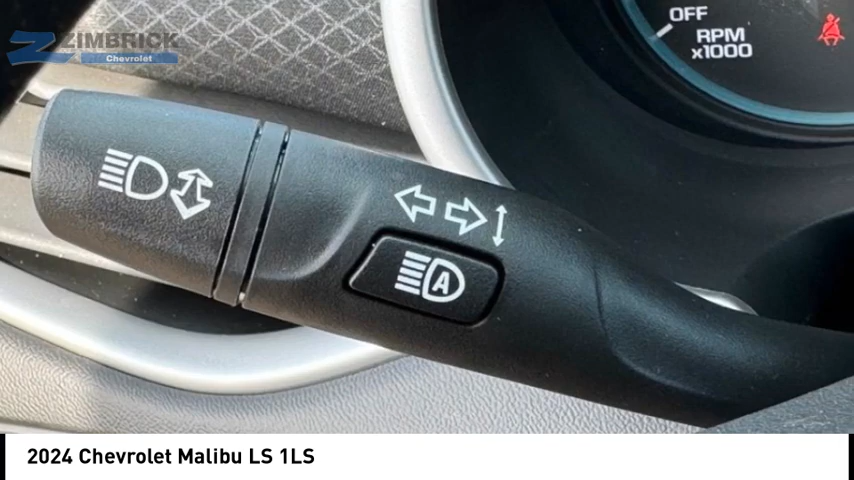 ZIMBRICK
Chevrolet
OFF
RPM
x1000
A
2024 Chevrolet Malibu LS 1LS